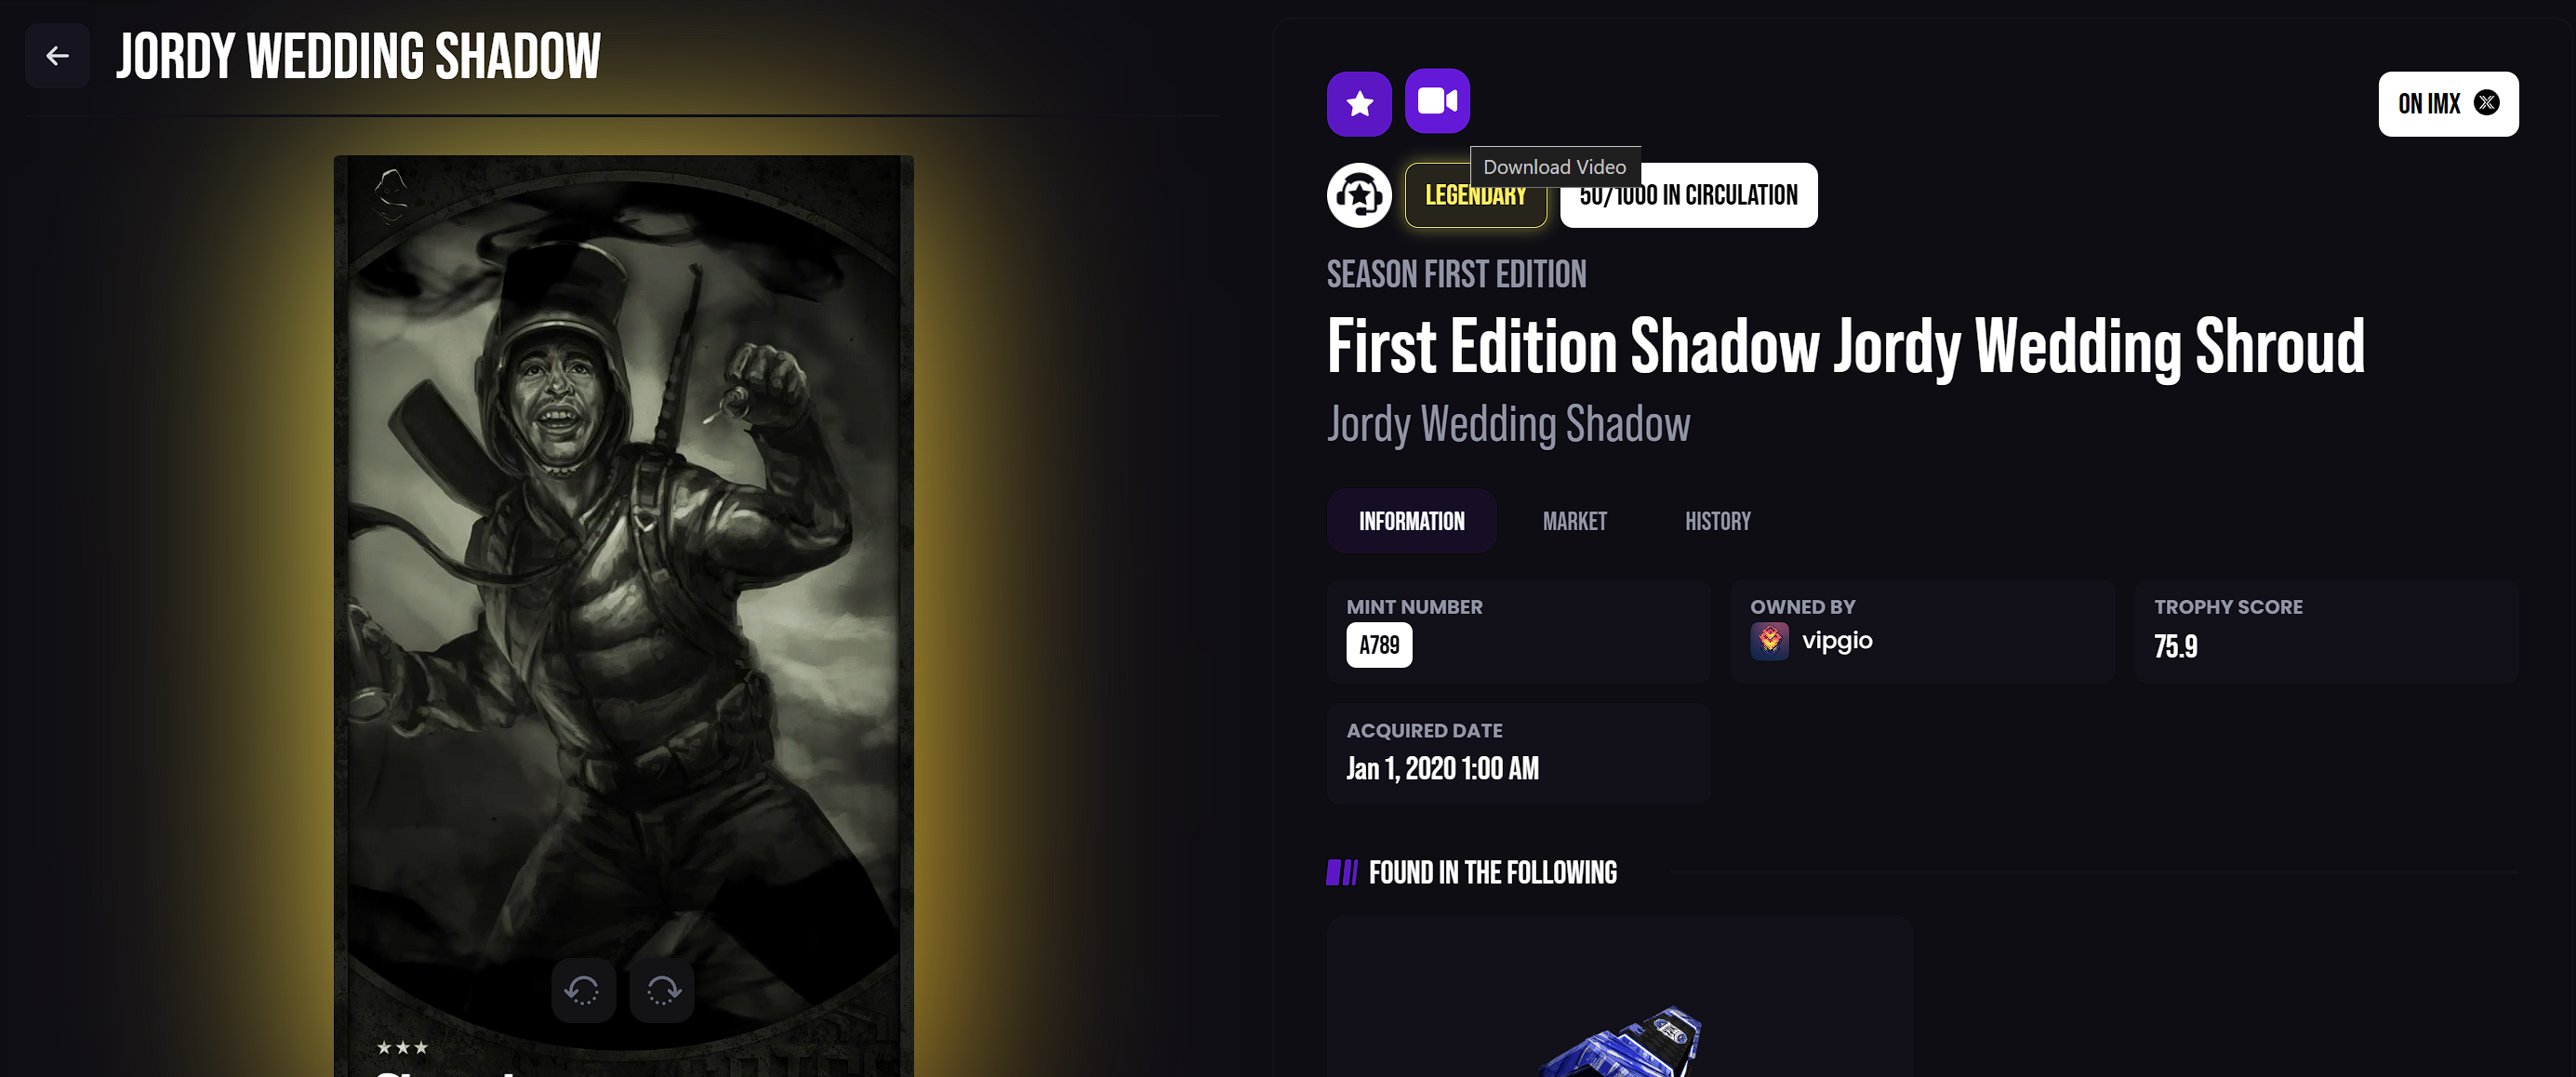 JORDY WEDDING SHADOW
ON IMX
Download Video
LEGENDARY
50/1000 IN CIRCULATION
SEASON FIRST EDITION
First Edition Shadow Jordy Wedding Shroud
Jordy Wedding Shadow
INFORMATION
MARKET
HISTORY
MINT NUMBER
A789
OWNED BY
vipgio
TROPHY SCORE
75.9
ACQUIRED DATE
Jan 1, 2020 1:00 AM
FOUND IN THE FOLLOWING